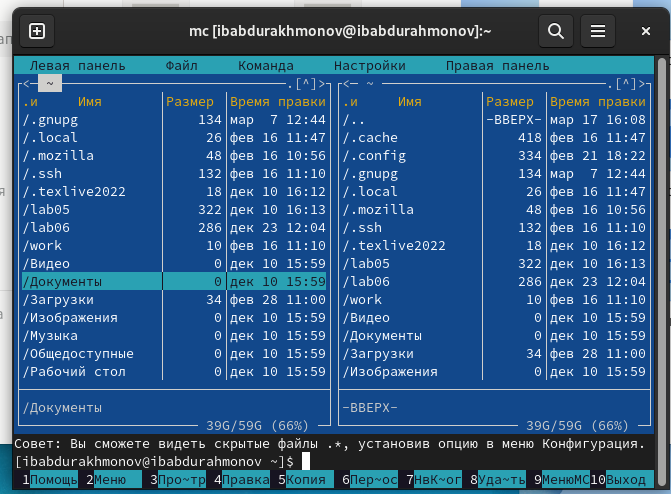 mc [ibabdurakhmonov@ibabdurahmonov]:~
Левая панель Файл Команда Настройки Правая панель
<─ ~ .[^]> <─ ~ .[^]>
.и Имя Размер Время правки .и Имя Размер Время правки
/.gnupg 134 мар 7 12:44 /.. -ВВЕРХ- мар 17 16:08
/.local 26 фев 16 11:47 /.cache 418 фев 16 11:47
/.mozilla 48 фев 16 10:56 /.config 334 фев 21 18:22
/.ssh 132 фев 16 11:10 /.gnupg 134 мар 7 12:44
/.texlive2022 18 дек 10 16:12 /.local 26 фев 16 11:47
/lab05 322 дек 10 16:13 /.mozilla 48 фев 16 10:56
/lab06 286 дек 23 12:04 /.ssh 132 фев 16 11:10
/work 10 фев 16 11:10 /.texlive2022 18 дек 10 16:12
/Видео 0 дек 10 15:59 /lab05 322 дек 10 16:13
/Документы 0 дек 10 15:59 /lab06 286 дек 23 12:04
/Загрузки 34 фев 28 11:00 /work 10 фев 16 11:10
/Изображения 0 дек 10 15:59 /Видео 0 дек 10 15:59
/Музыка 0 дек 10 15:59 /Документы 0 дек 10 15:59
/Общедоступные 0 дек 10 15:59 /Загрузки 34 фев 28 11:00
/Рабочий стол 0 дек 10 15:59 /Изображения 0 дек 10 15:59
/Документы -ВВЕРХ-
39G/59G (66%) 39G/59G (66%)
Совет: Вы сможете видеть скрытые файлы .*, установив опцию в меню Конфигурация.
[ibabdurakhmonov@ibabdurahmonov ~]$
1Помощь 2Меню 3Про~тр 4Правка 5Копия 6Пер~ос 7НвК~ог 8Уда~ть 9МенюMC 10Выход